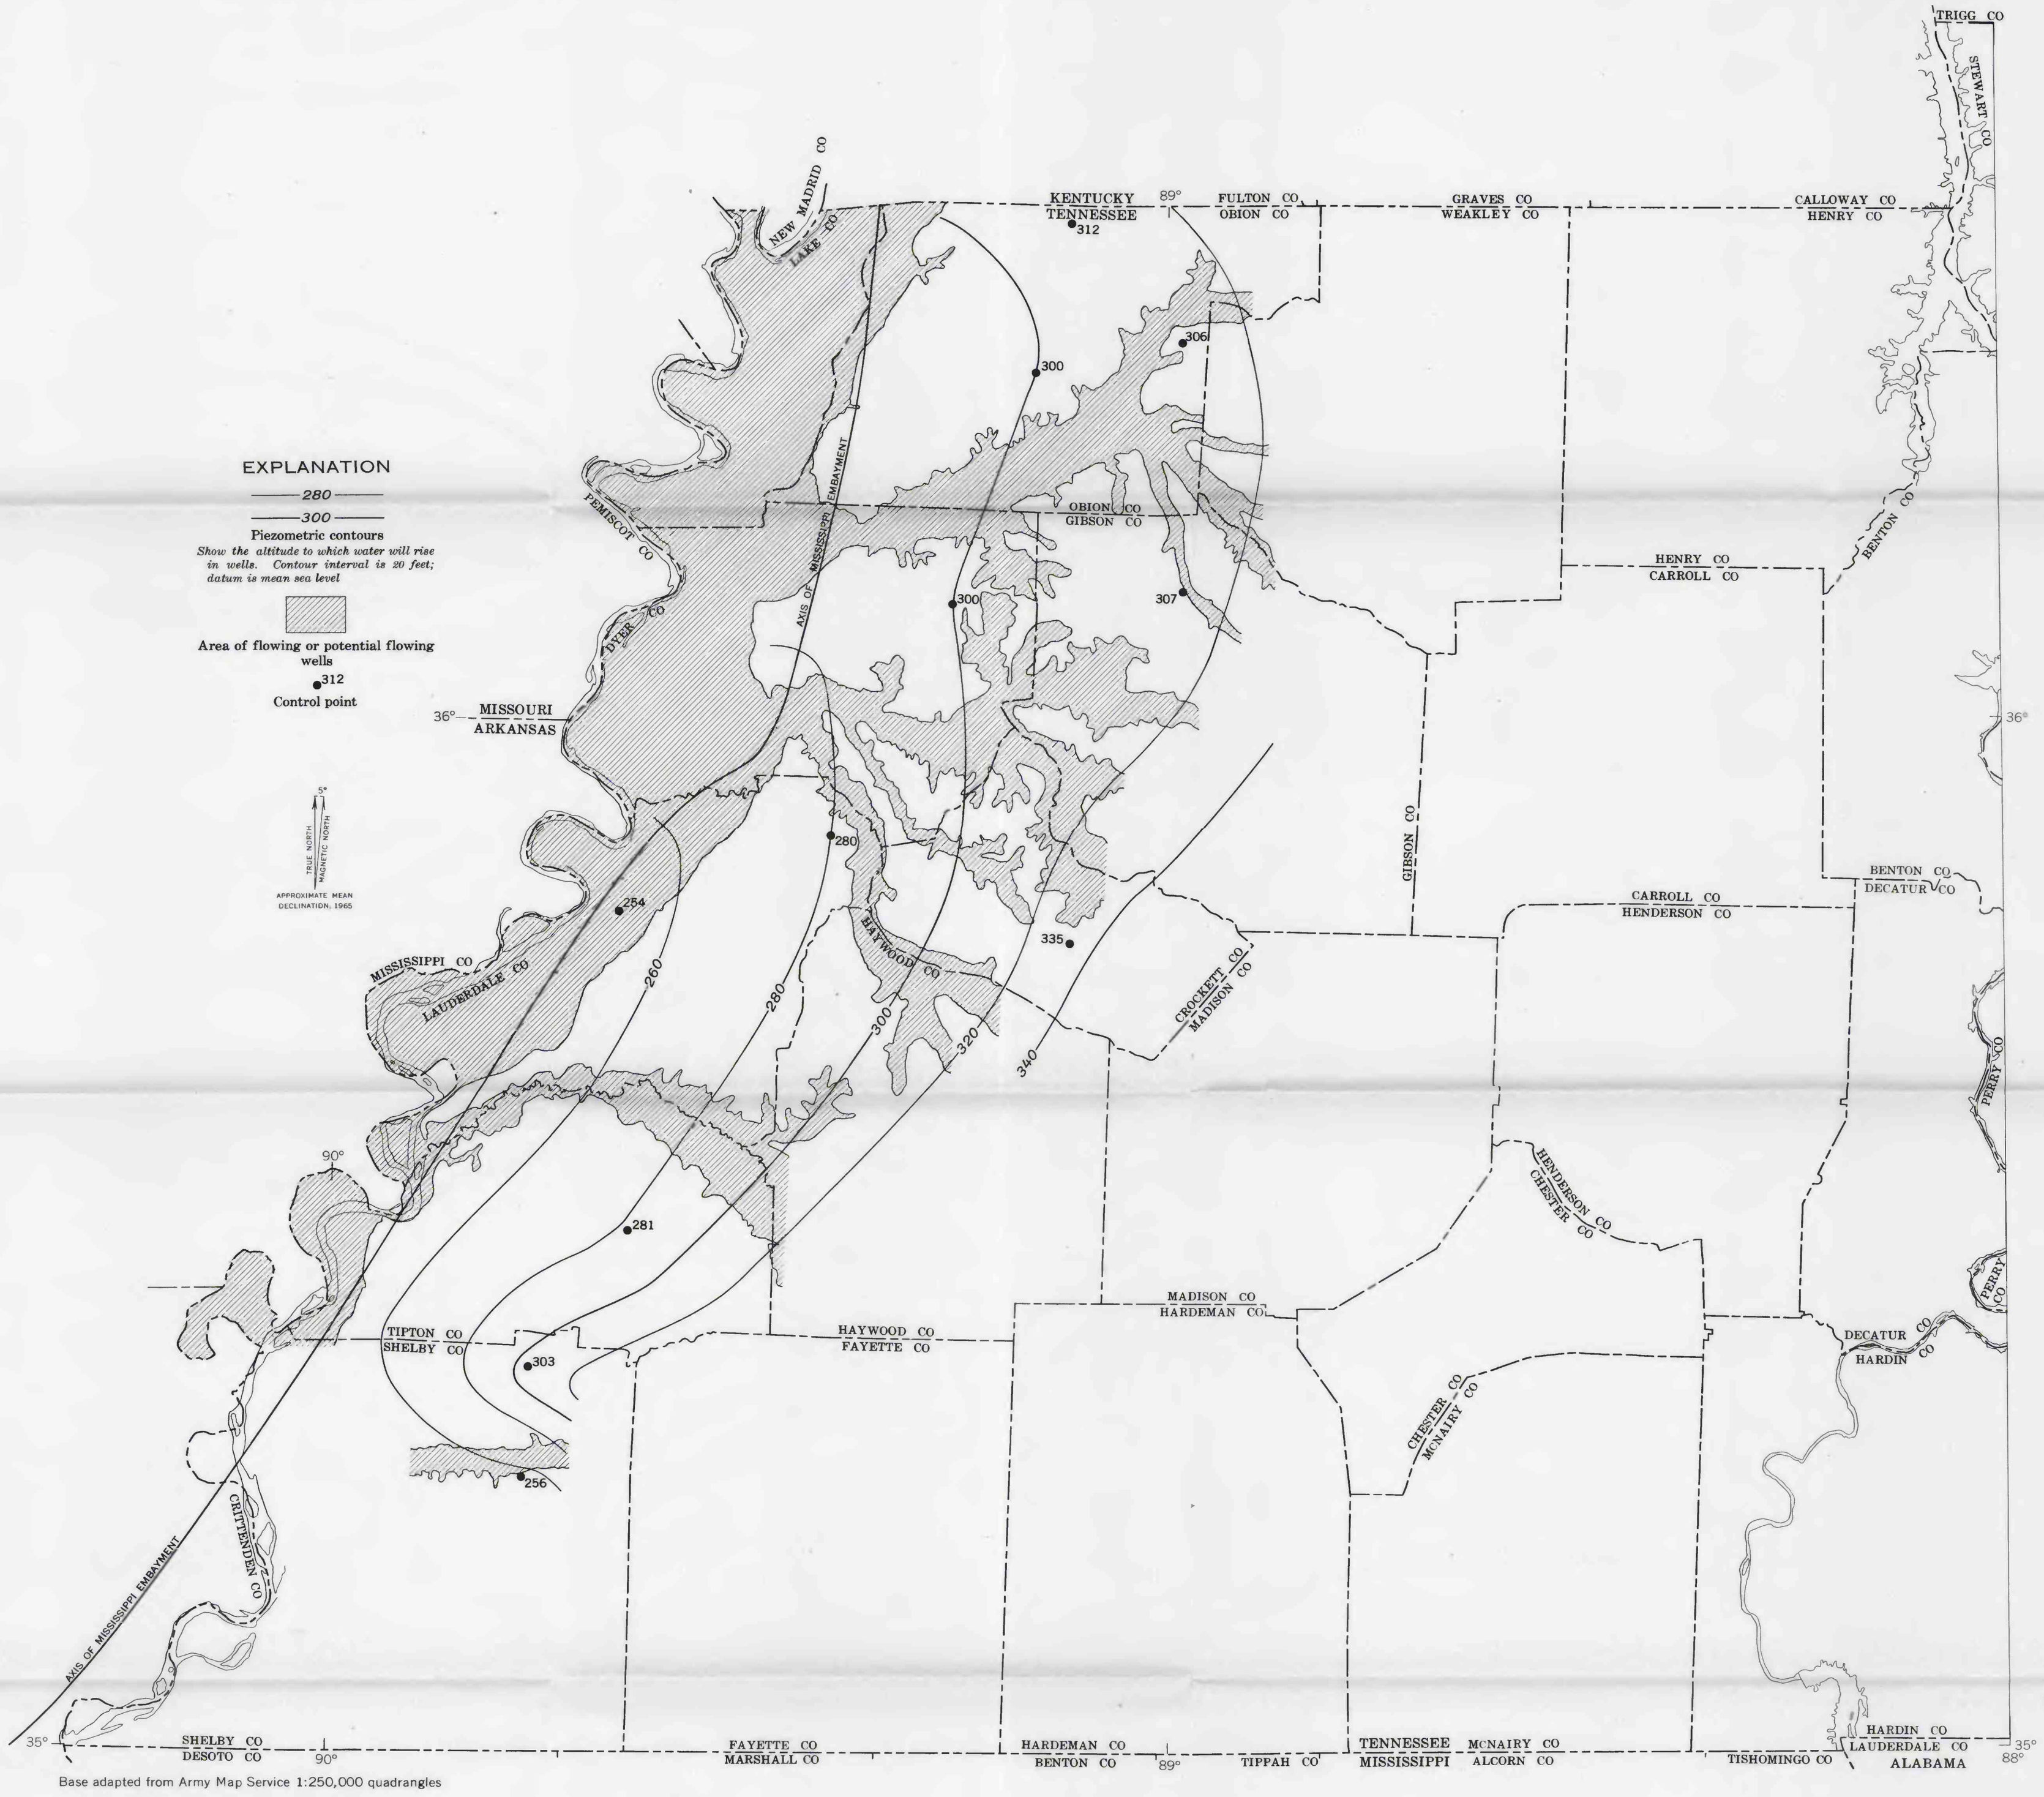 TRIGG CO
STEWART CO
NEW MADRID CO
LAKE CO
KENTUCKY
TENNESSEE
89°
FULTON CO
OBION CO
GRAVES CO
WEAKLEY CO
CALLOWAY CO
HENRY CO
312
306
300
EXPLANATION
280
300
Piezometric contours
Show the altitude to which water will rise
in wells. Contour interval is 20 feet;
datum is mean sea level
Area of flowing or potential flowing
wells
312
Control point
PEMISCOT CO
DYER CO
AXIS OF MISSISSIPPI EMBAYMENT
OBION CO
GIBSON CO
BENTON CO
HENRY CO
CARROLL CO
300
307
36°
MISSOURI
ARKANSAS
36°
5°
TRUE NORTH
MAGNETIC NORTH
APPROXIMATE MEAN
DECLINATION, 1965
280
GIBSON CO
BENTON CO
DECATUR CO
CARROLL CO
HENDERSON CO
254
335
HAYWOOD CO
MISSISSIPPI CO
LAUDERDALE CO
CROCKETT CO
MADISON CO
260
280
300
320
340
PERRY CO
90°
HENDERSON CO
CHESTER CO
281
PERRY
CO
MADISON CO
HARDEMAN CO
TIPTON CO
SHELBY CO
HAYWOOD CO
FAYETTE CO
DECATUR CO
HARDIN CO
303
CHESTER CO
MCNAIRY CO
256
CRITTENDEN CO
AXIS OF MISSISSIPPI EMBAYMENT
35°
SHELBY CO
DESOTO CO
90°
FAYETTE CO
MARSHALL CO
HARDEMAN CO
BENTON CO
89°
TIPPAH CO
TENNESSEE
MISSISSIPPI
MCNAIRY CO
ALCORN CO
TISHOMINGO CO
HARDIN CO
LAUDERDALE CO
ALABAMA
35°
88°
Base adapted from Army Map Service 1:250,000 quadrangles